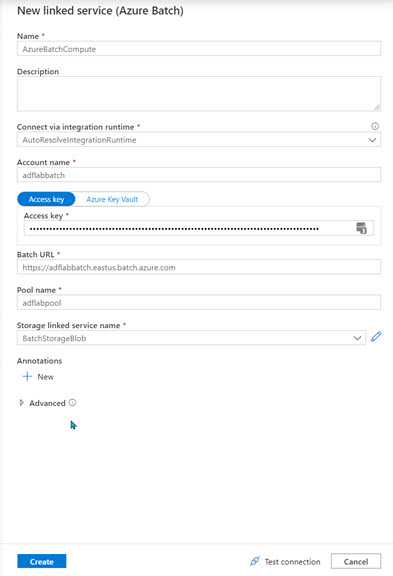 New linked service (Azure Batch)
Name *
AzureBatchCompute
Description
Connect via integration runtime *
AutoResolveIntegrationRuntime
Account name *
adflabbatch
Access key Azure Key Vault
Access key *
••••••••••••••••••••••••••••••••••••••••••••••••••••••••••••••••••••••••••••••••••••••••
Batch URL *
https://adflabbatch.eastus.batch.azure.com
Pool name *
adflabpool
Storage linked service name *
BatchStorageBlob
Annotations
New
Advanced
Create Test connection Cancel